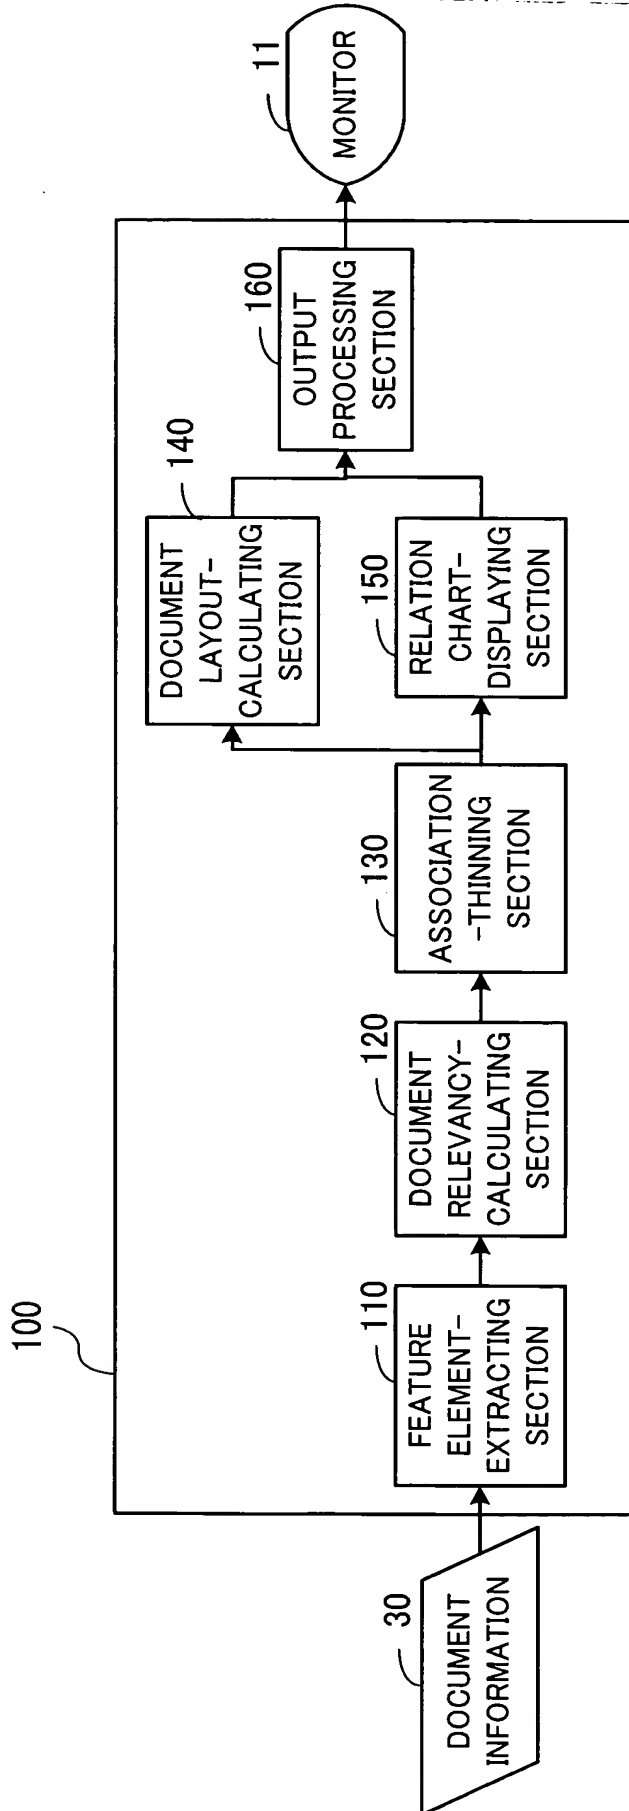 100
30
DOCUMENT
INFORMATION
110
FEATURE
ELEMENT-
EXTRACTING
SECTION
120
DOCUMENT
RELEVANCY-
CALCULATING
SECTION
130
ASSOCIATION
-THINNING
SECTION
140
DOCUMENT
LAYOUT-
CALCULATING
SECTION
150
RELATION
CHART-
DISPLAYING
SECTION
160
OUTPUT
PROCESSING
SECTION
11
MONITOR